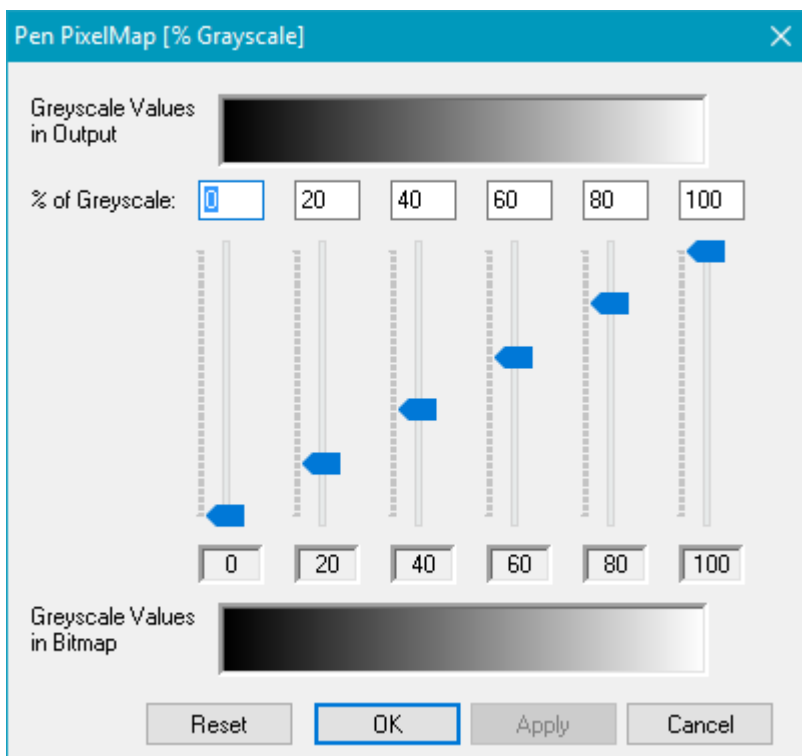 Pen PixelMap [% Grayscale]
Greyscale Values
in Output
% of Greyscale: 0 20 40 60 80 100
0 20 40 60 80 100
Greyscale Values
in Bitmap
Reset OK Apply Cancel